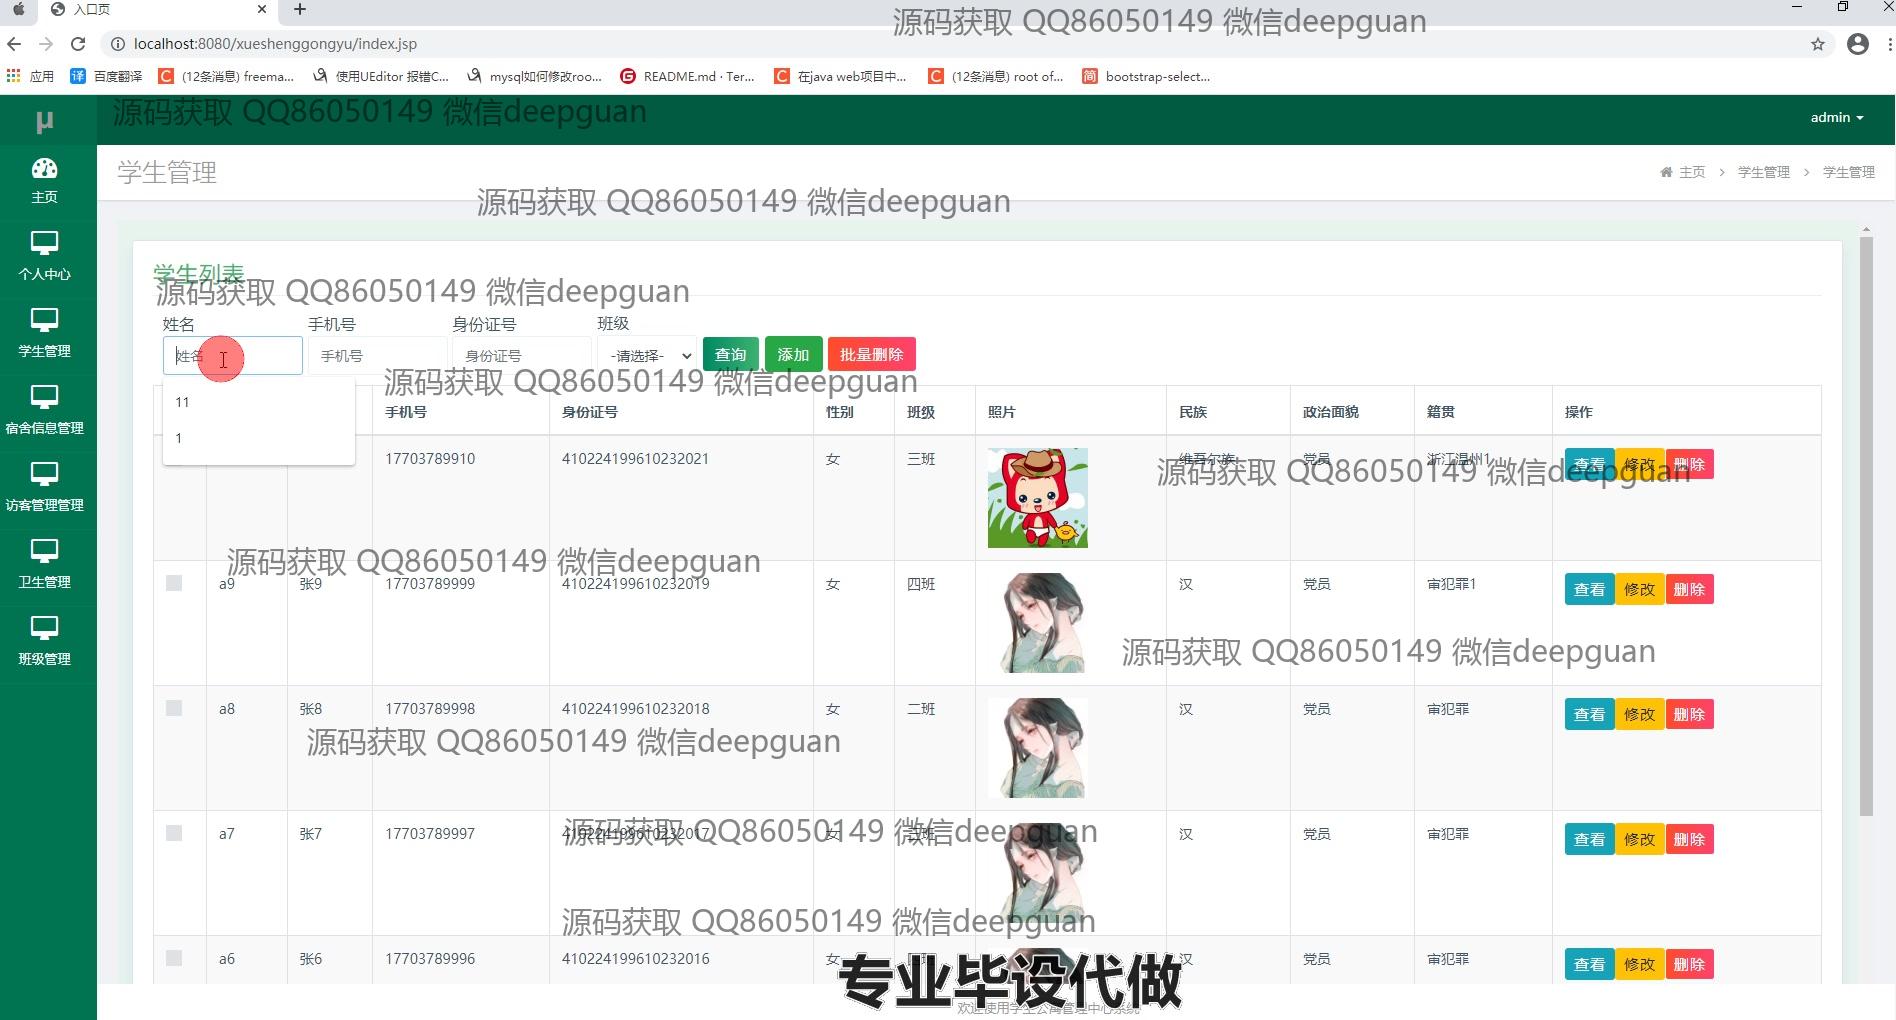 入口页
localhost:8080/xueshenggongyu/index.jsp
源码获取 QQ86050149 微信deepguan
应用 百度翻译 (12条消息) freema... 使用UEditor 报错C... mysql如何修改roo... README.md · Ter... 在java web项目中... (12条消息) root of... bootstrap-select...
μ
源码获取 QQ86050149 微信deepguan
admin
主页
个人中心
学生管理
宿舍信息管理
访客管理管理
卫生管理
班级管理
学生管理
主页 > 学生管理 > 学生管理
源码获取 QQ86050149 微信deepguan
学生列表
源码获取 QQ86050149 微信deepguan
姓名 手机号 身份证号 班级
姓名 手机号 身份证号 -请选择- 查询 添加 批量删除
源码获取 QQ86050149 微信deepguan
11
1
手机号 身份证号 性别 班级 照片 民族 政治面貌 籍贯 操作
17703789910 410224199610232021 女 三班 维吾尔族 党员 浙江温州1 查看 修改 删除
源码获取 QQ86050149 微信deepguan
源码获取 QQ86050149 微信deepguan
a9 张9 17703789999 410224199610232019 女 四班 汉 党员 审犯罪1 查看 修改 删除
源码获取 QQ86050149 微信deepguan
a8 张8 17703789998 410224199610232018 女 二班 汉 党员 审犯罪 查看 修改 删除
源码获取 QQ86050149 微信deepguan
a7 张7 17703789997 410224199610232017 女 汉 党员 审犯罪 查看 修改 删除
源码获取 QQ86050149 微信deepguan
源码获取 QQ86050149 微信deepguan
a6 张6 17703789996 410224199610232016 女 汉 党员 审犯罪 查看 修改 删除
专业毕设代做
欢迎使用学生公寓管理中心系统